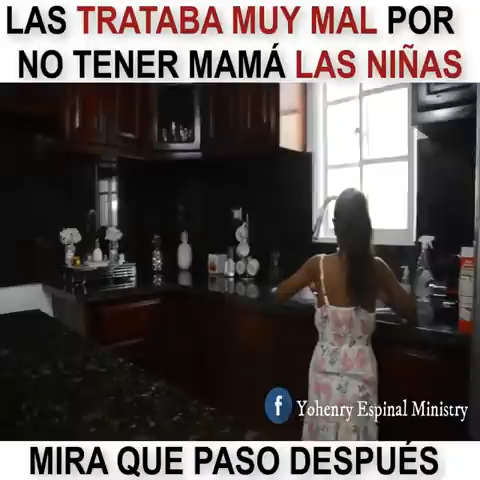 LAS TRATABA MUY MAL POR
NO TENER MAMÁ LAS NIÑAS
f Yohenry Espinal Ministry
MIRA QUE PASO DESPUÉS